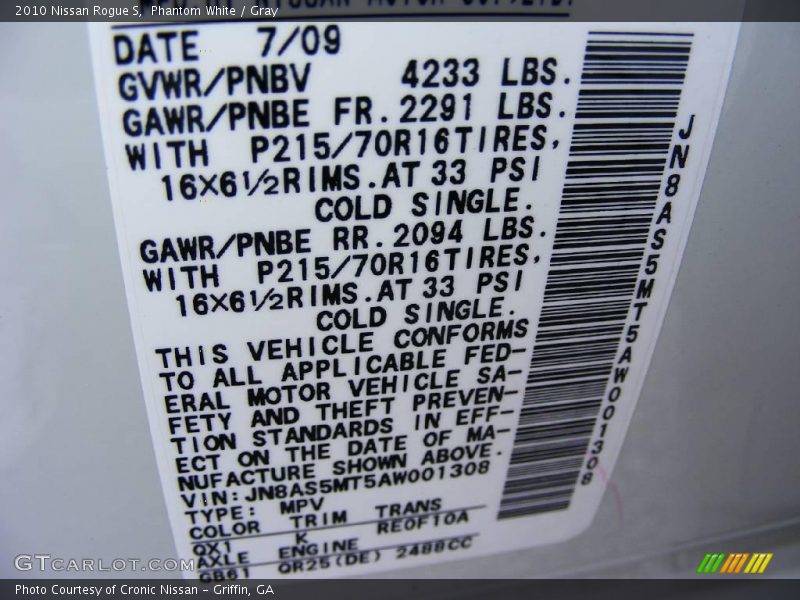 2010 Nissan Rogue S, Phantom White / Gray
DATE 7/09
GVWR/PNBV 4233 LBS.
GAWR/PNBE FR. 2291 LBS.
WITH P215/70R16TIRES,
16×6½RIMS. AT 33 PSI
COLD SINGLE.
GAWR/PNBE RR. 2094 LBS.
WITH P215/70R16TIRES,
16×6½RIMS. AT 33 PSI
COLD SINGLE.
THIS VEHICLE CONFORMS
TO ALL APPLICABLE FED-
ERAL MOTOR VEHICLE SA-
FETY AND THEFT PREVEN-
TION STANDARDS IN EFF-
ECT ON THE DATE OF MA-
NUFACTURE SHOWN ABOVE.
VIN: JN8AS5MT5AW001308
TYPE: MPV
COLOR TRIM TRANS
QX1 K RE0F10A
AXLE ENGINE
GB61 QR25(DE) 2488CC
JN8AS5MT5AW001308
GTCARLOT.COM
Photo Courtesy of Cronic Nissan - Griffin, GA